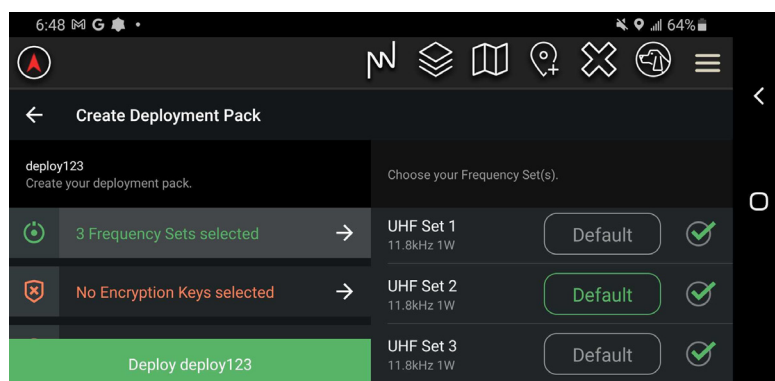 6:48 M G
64%
Create Deployment Pack
deploy123
Create your deployment pack.
Choose your Frequency Set(s).
3 Frequency Sets selected
No Encryption Keys selected
Deploy deploy123
UHF Set 1
11.8kHz 1W
Default
UHF Set 2
11.8kHz 1W
Default
UHF Set 3
11.8kHz 1W
Default